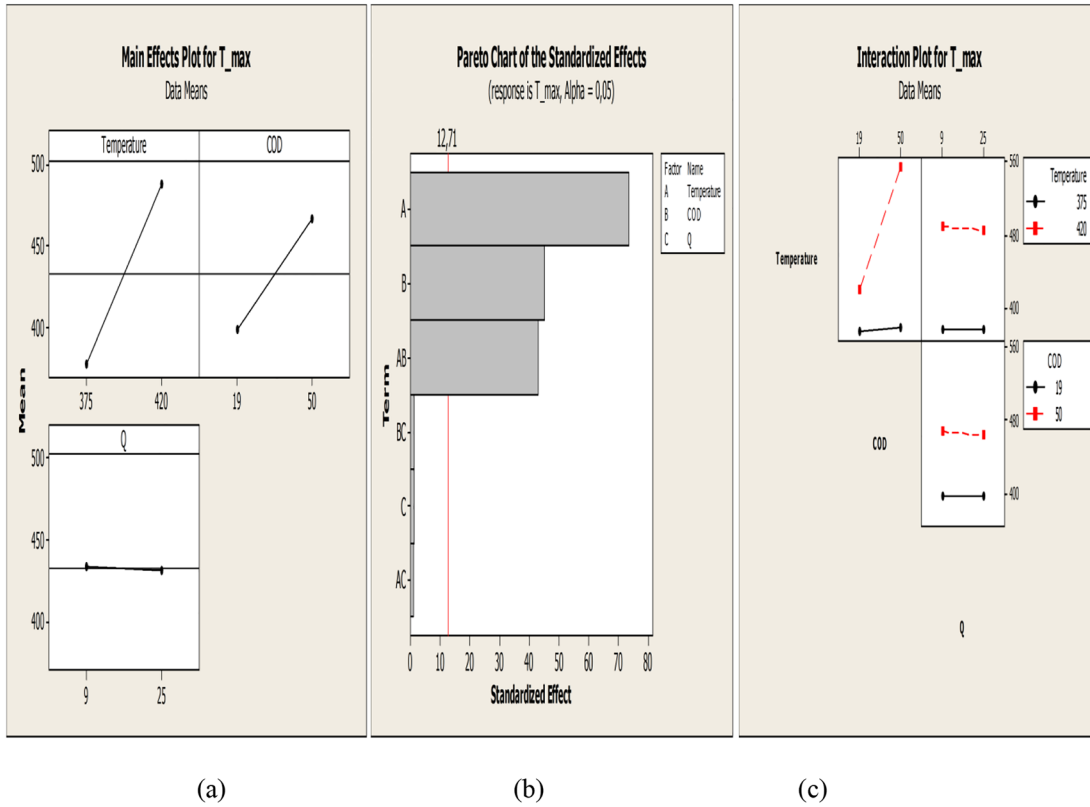 Main Effects Plot for T_max
Data Means
Temperature COD
500
450
400
375 420 19 50
Mean
Q
500
450
400
9 25
Pareto Chart of the Standardized Effects
(response is T_max, Alpha = 0,05)
12,71
Factor Name
A Temperature
B COD
C Q
Term
A
B
AB
BC
C
AC
0 10 20 30 40 50 60 70 80
Standardized Effect
Interaction Plot for T_max
Data Means
19 50 9 25
560
480
400
Temperature
375
420
Temperature
560
480
400
COD
19
50
COD
Q
(a) (b) (c)